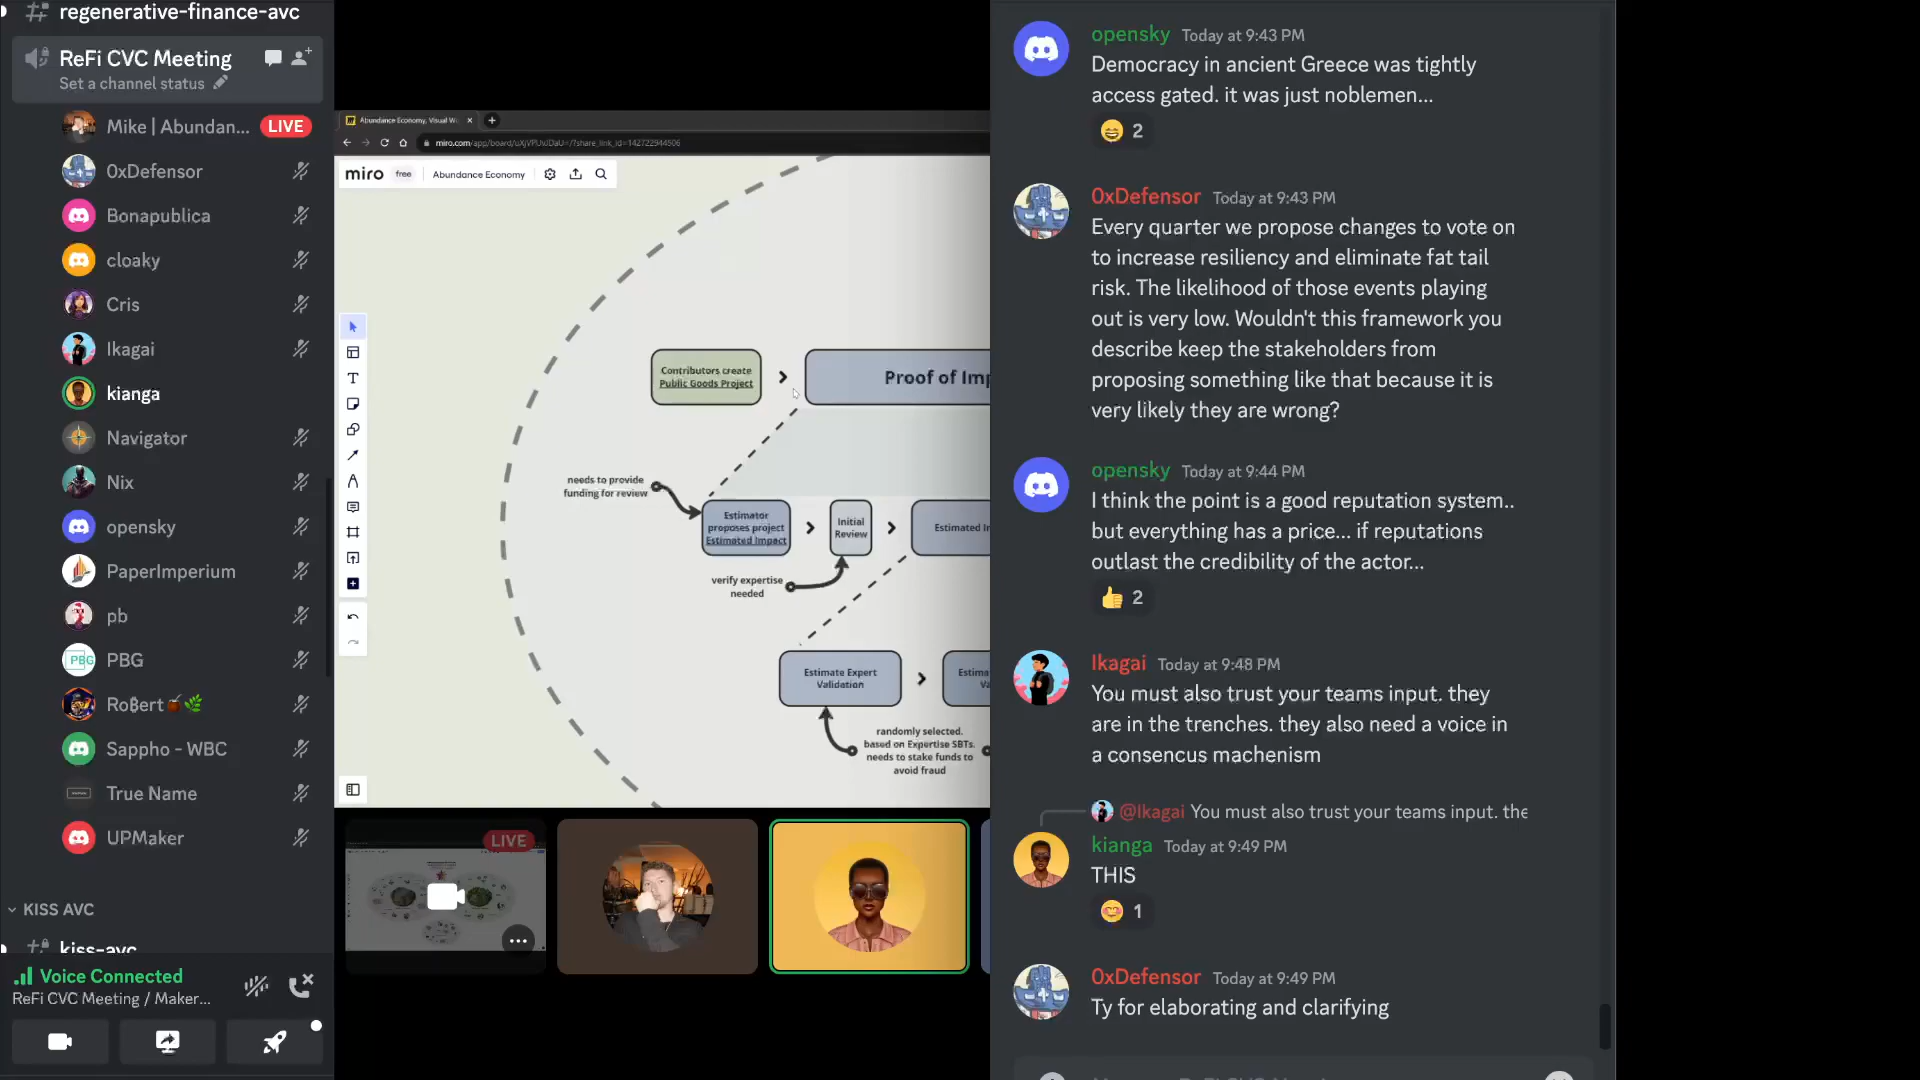 regenerative-finance-avc
ReFi CVC Meeting
Set a channel status
Mike | Abundan... LIVE
0xDefensor
Bonapublica
cloaky
Cris
Ikagai
kianga
Navigator
Nix
opensky
PaperImperium
pb
PBG PBG
Roßert
Sappho - WBC
True Name
UPMaker
KISS AVC
kiss-avc
Voice Connected
ReFi CVC Meeting / Maker...
Abundance Economy, Visual W
miro free Abundance Economy
Contributors create
Public Goods Project
Proof of Imp
needs to provide
funding for review
Estimator
proposes project
Estimated Impact
Initial
Review
Estimated I
verify expertise
needed
Estimate Expert
Validation
Estima
Va
randomly selected.
based on Expertise SBTs.
needs to stake funds to
avoid fraud
LIVE
opensky Today at 9:43 PM
Democracy in ancient Greece was tightly
access gated. it was just noblemen...
2
0xDefensor Today at 9:43 PM
Every quarter we propose changes to vote on
to increase resiliency and eliminate fat tail
risk. The likelihood of those events playing
out is very low. Wouldn't this framework you
describe keep the stakeholders from
proposing something like that because it is
very likely they are wrong?
opensky Today at 9:44 PM
I think the point is a good reputation system..
but everything has a price... if reputations
outlast the credibility of the actor...
2
Ikagai Today at 9:48 PM
You must also trust your teams input. they
are in the trenches. they also need a voice in
a consencus machenism
@Ikagai You must also trust your teams input. the
kianga Today at 9:49 PM
THIS
1
0xDefensor Today at 9:49 PM
Ty for elaborating and clarifying